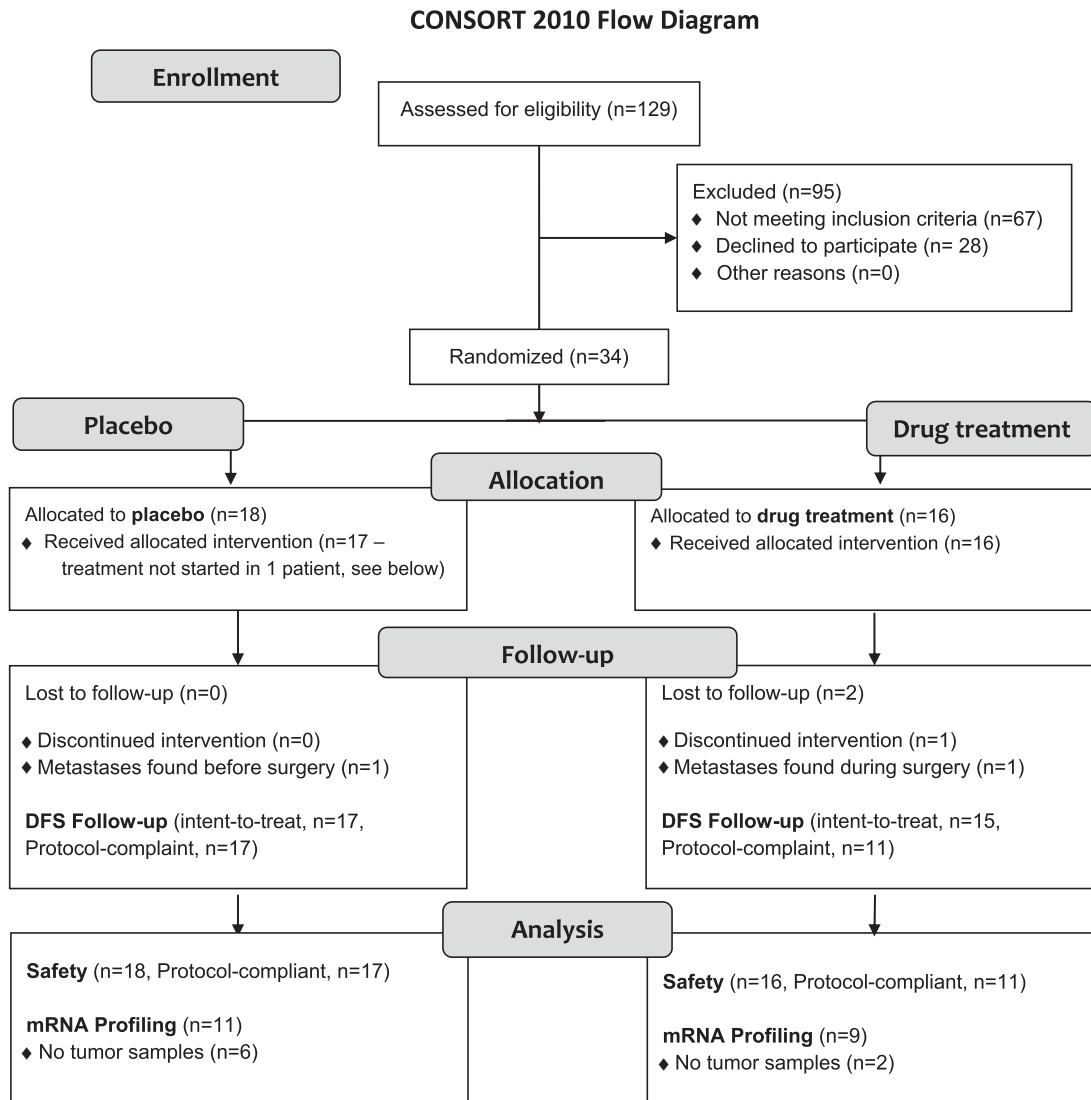 CONSORT 2010 Flow Diagram
Enrollment
Assessed for eligibility (n=129)
Excluded (n=95)
♦ Not meeting inclusion criteria (n=67)
♦ Declined to participate (n= 28)
♦ Other reasons (n=0)
Randomized (n=34)
Placebo
Drug treatment
Allocation
Allocated to placebo (n=18)
♦ Received allocated intervention (n=17 –
treatment not started in 1 patient, see below)
Allocated to drug treatment (n=16)
♦ Received allocated intervention (n=16)
Follow-up
Lost to follow-up (n=0)
♦ Discontinued intervention (n=0)
♦ Metastases found before surgery (n=1)
DFS Follow-up (intent-to-treat, n=17,
Protocol-complaint, n=17)
Lost to follow-up (n=2)
♦ Discontinued intervention (n=1)
♦ Metastases found during surgery (n=1)
DFS Follow-up (intent-to-treat, n=15,
Protocol-complaint, n=11)
Analysis
Safety (n=18, Protocol-compliant, n=17)
mRNA Profiling (n=11)
♦ No tumor samples (n=6)
Safety (n=16, Protocol-compliant, n=11)
mRNA Profiling (n=9)
♦ No tumor samples (n=2)